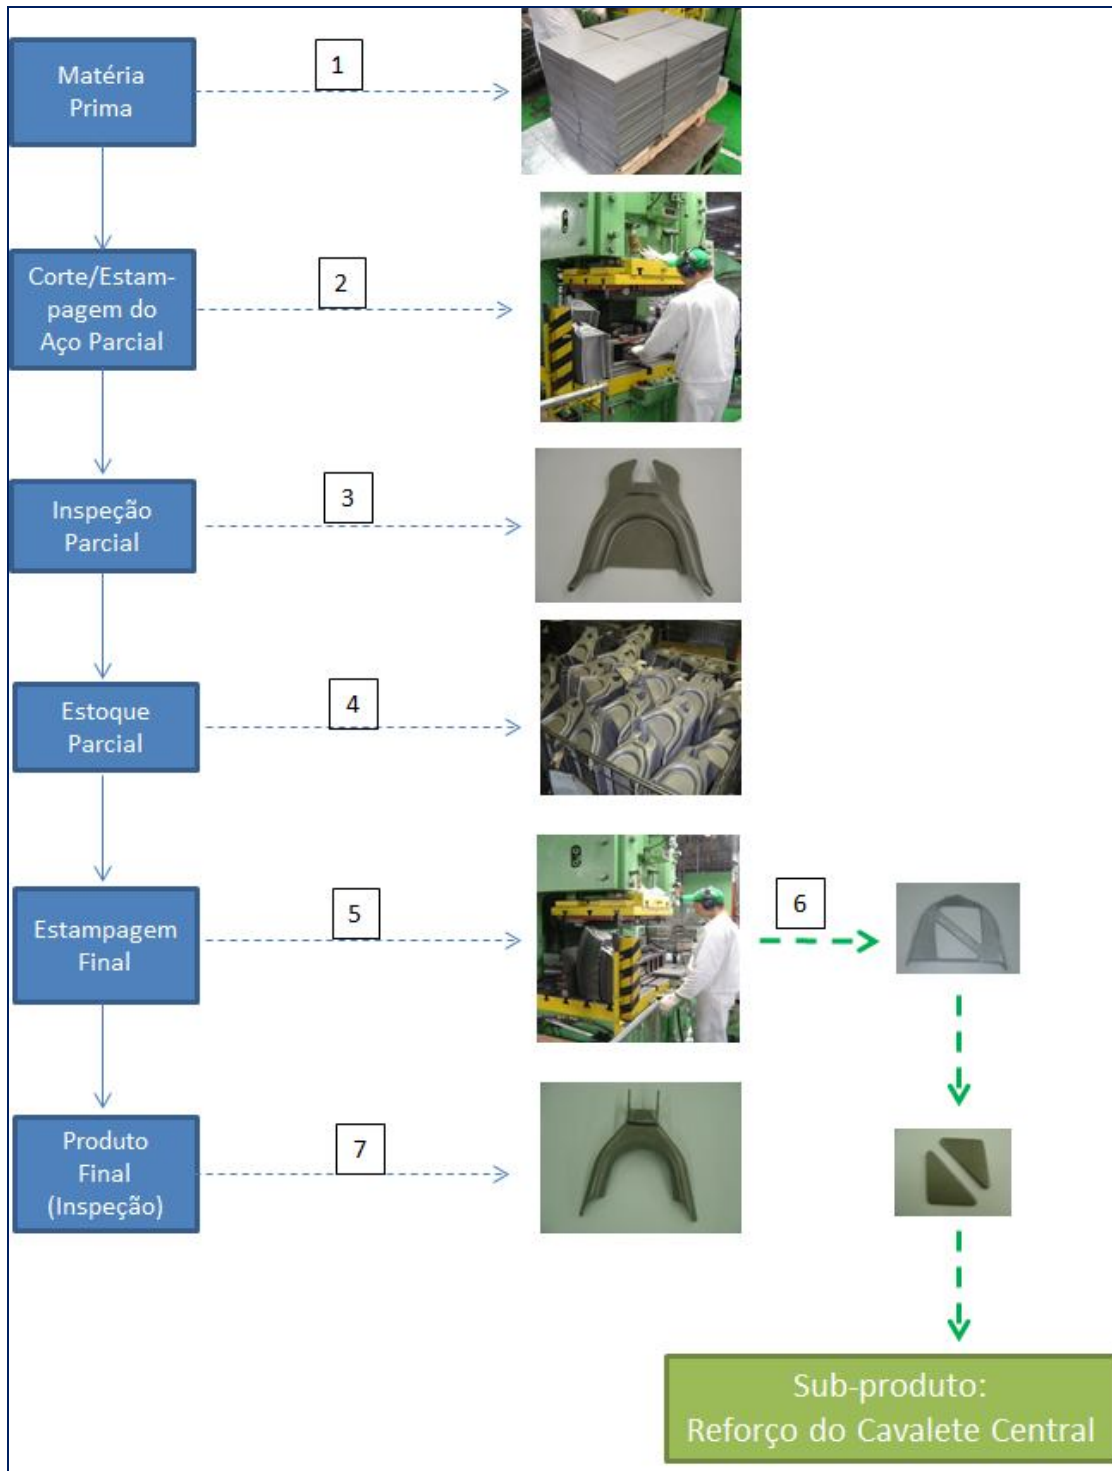 Matéria
Prima
1
Corte/Estam-
pagem do
Aço Parcial
2
Inspeção
Parcial
3
Estoque
Parcial
4
Estampagem
Final
5
6
Produto
Final
(Inspeção)
7
Sub-produto:
Reforço do Cavalete Central